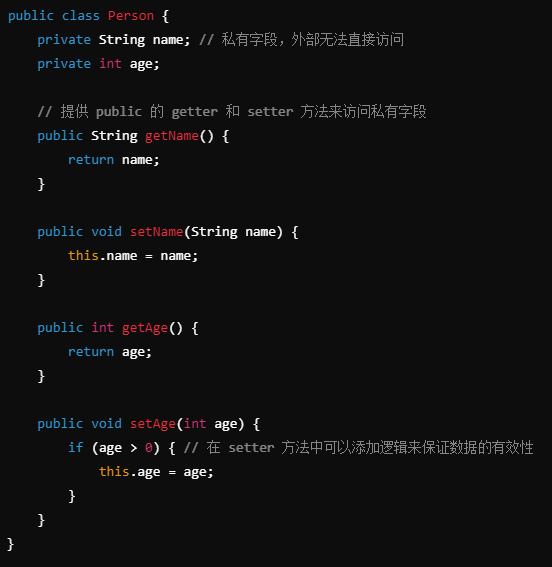 public class Person {
    private String name; // 私有字段，外部无法直接访问
    private int age;

    // 提供 public 的 getter 和 setter 方法来访问私有字段
    public String getName() {
        return name;
    }

    public void setName(String name) {
        this.name = name;
    }

    public int getAge() {
        return age;
    }

    public void setAge(int age) {
        if (age > 0) { // 在 setter 方法中可以添加逻辑来保证数据的有效性
            this.age = age;
        }
    }
}